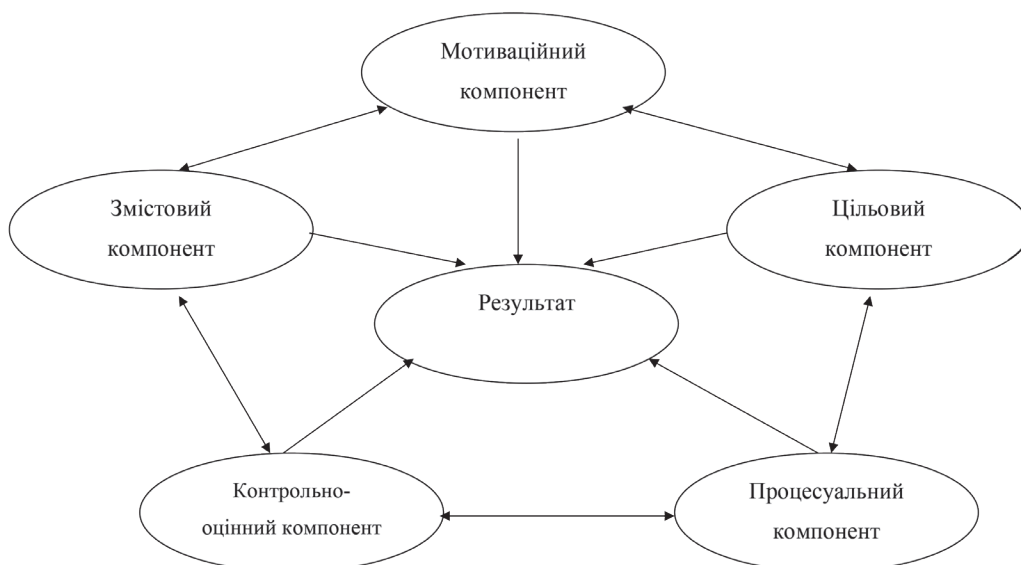 Мотиваційний
компонент
Змістовий
компонент
Цільовий
компонент
Результат
Контрольно-
оцінний компонент
Процесуальний
компонент